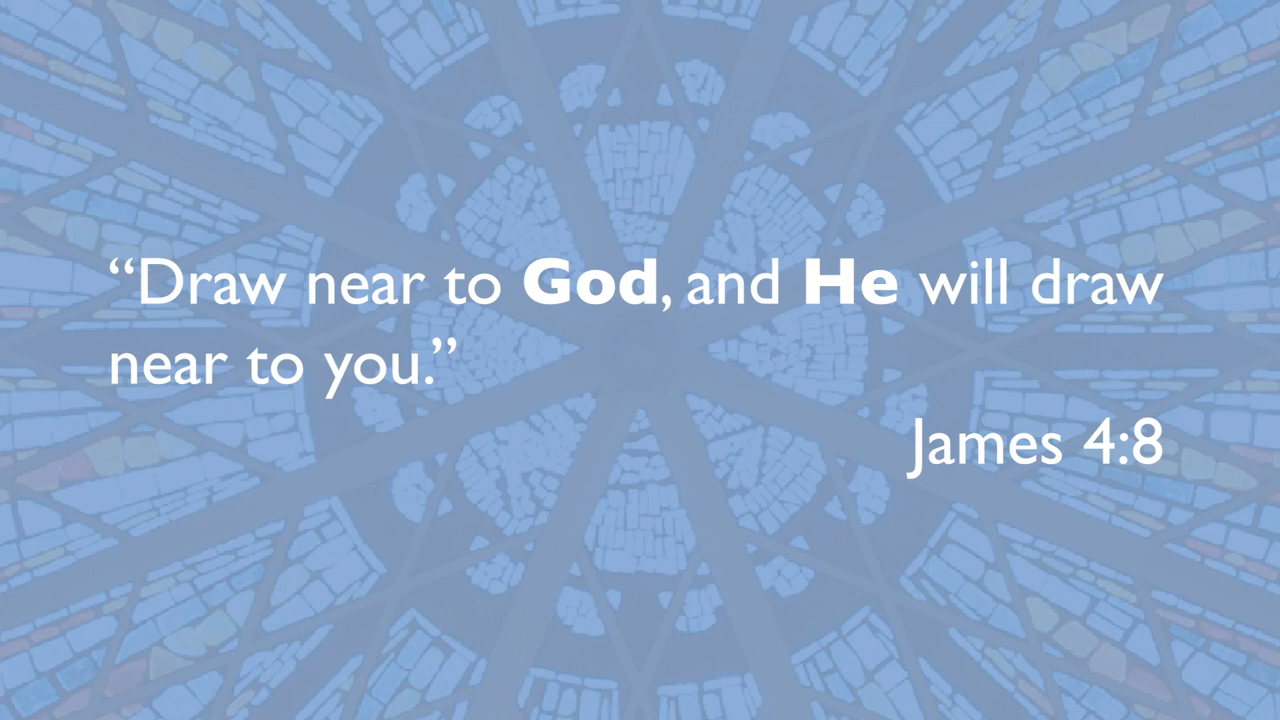 “Draw near to God, and He will draw
near to you.”
James 4:8